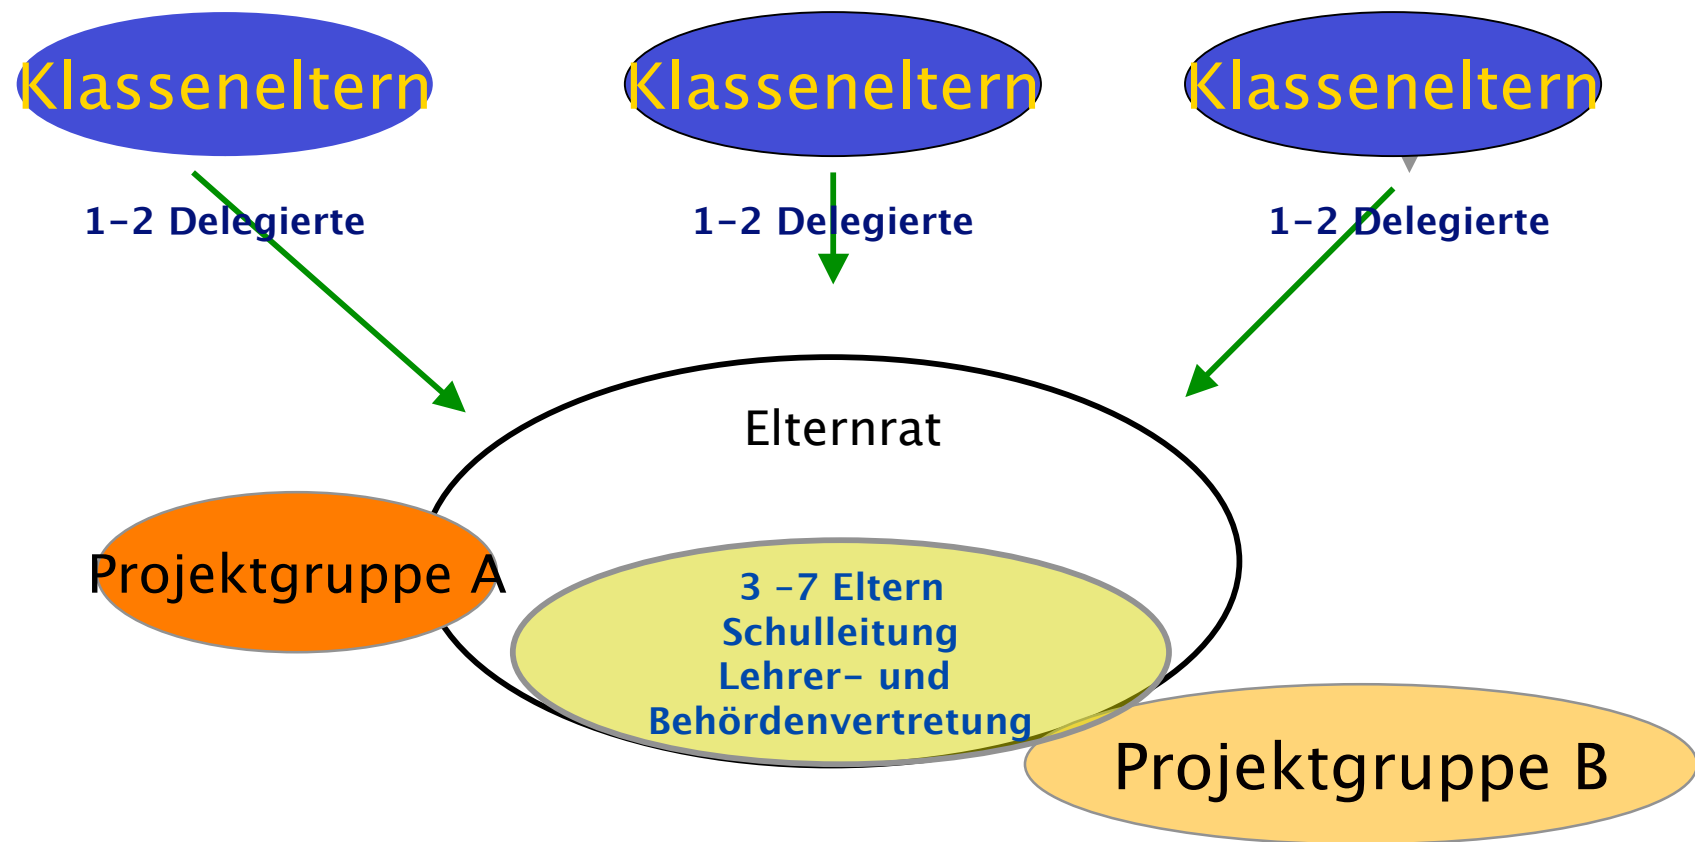 Klasseneltern
Klasseneltern
Klasseneltern
1-2 Delegierte
1-2 Delegierte
1-2 Delegierte
Elternrat
Projektgruppe A
3 -7 Eltern
Schulleitung
Lehrer- und
Behördenvertretung
Projektgruppe B